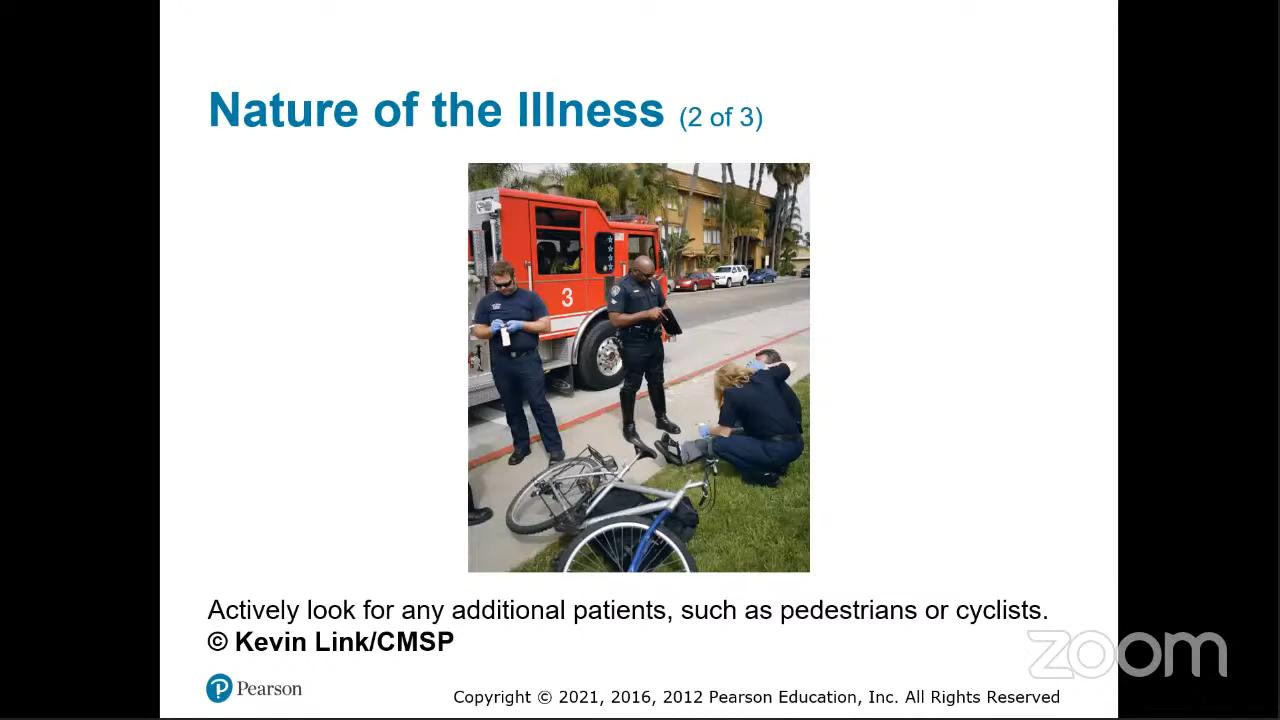 Nature of the Illness (2 of 3)
3
Actively look for any additional patients, such as pedestrians or cyclists.
© Kevin Link/CMSP
zoom
P Pearson
Copyright © 2021, 2016, 2012 Pearson Education, Inc. All Rights Reserved